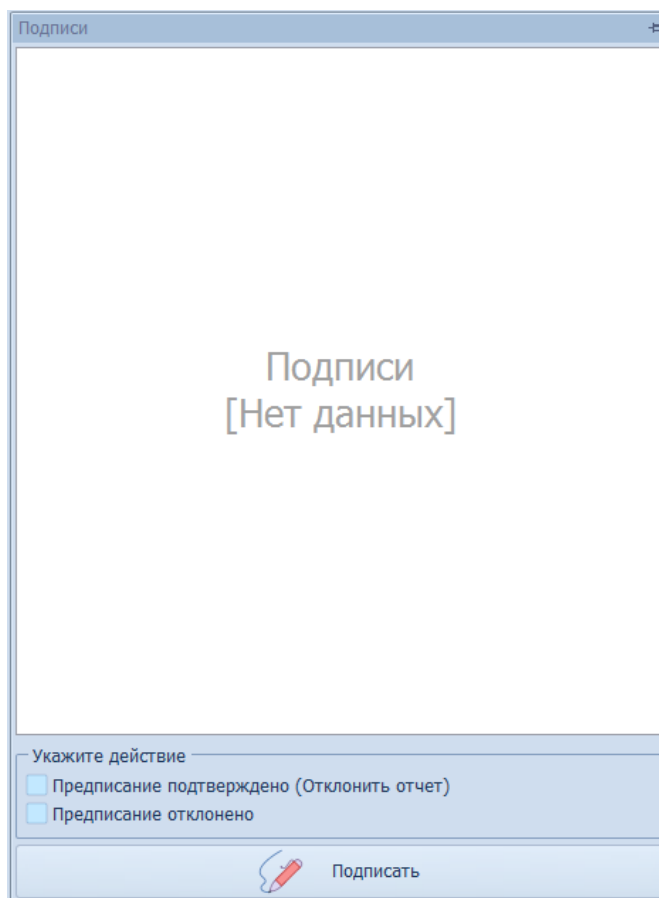 Подписи
Подписи
[Нет данных]
Укажите действие
Предписание подтверждено (Отклонить отчет)
Предписание отклонено
Подписать